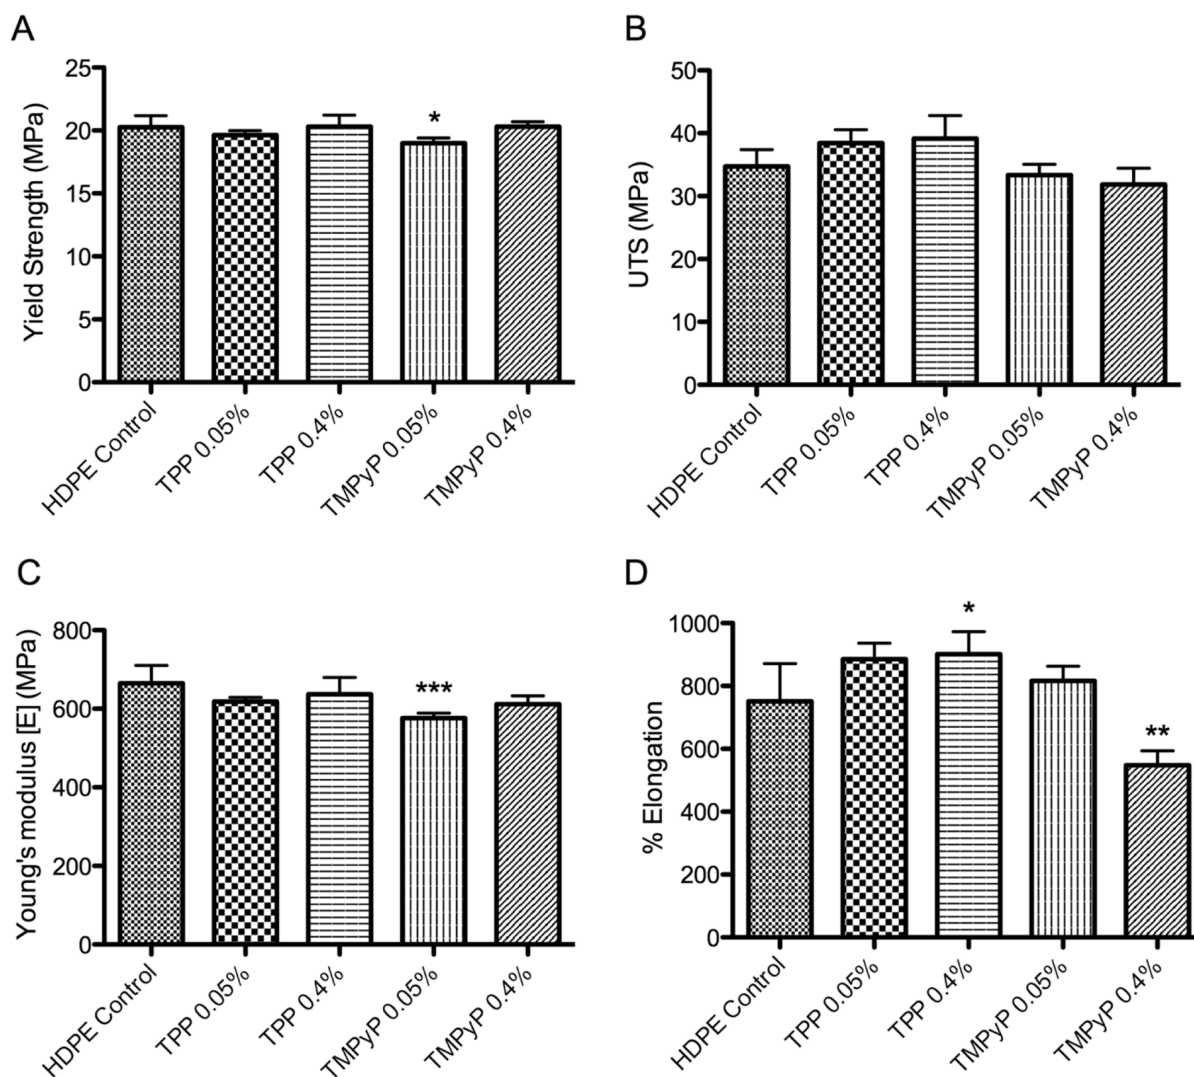 A
Yield Strength (MPa)
25
20
15
10
5
0
*
HDPE Control
TPP 0.05%
TPP 0.4%
TMPyP 0.05%
TMPyP 0.4%
B
UTS (MPa)
50
40
30
20
10
0
HDPE Control
TPP 0.05%
TPP 0.4%
TMPyP 0.05%
TMPyP 0.4%
C
Young's modulus [E] (MPa)
800
600
400
200
0
***
HDPE Control
TPP 0.05%
TPP 0.4%
TMPyP 0.05%
TMPyP 0.4%
D
% Elongation
1000
800
600
400
200
0
*
**
HDPE Control
TPP 0.05%
TPP 0.4%
TMPyP 0.05%
TMPyP 0.4%